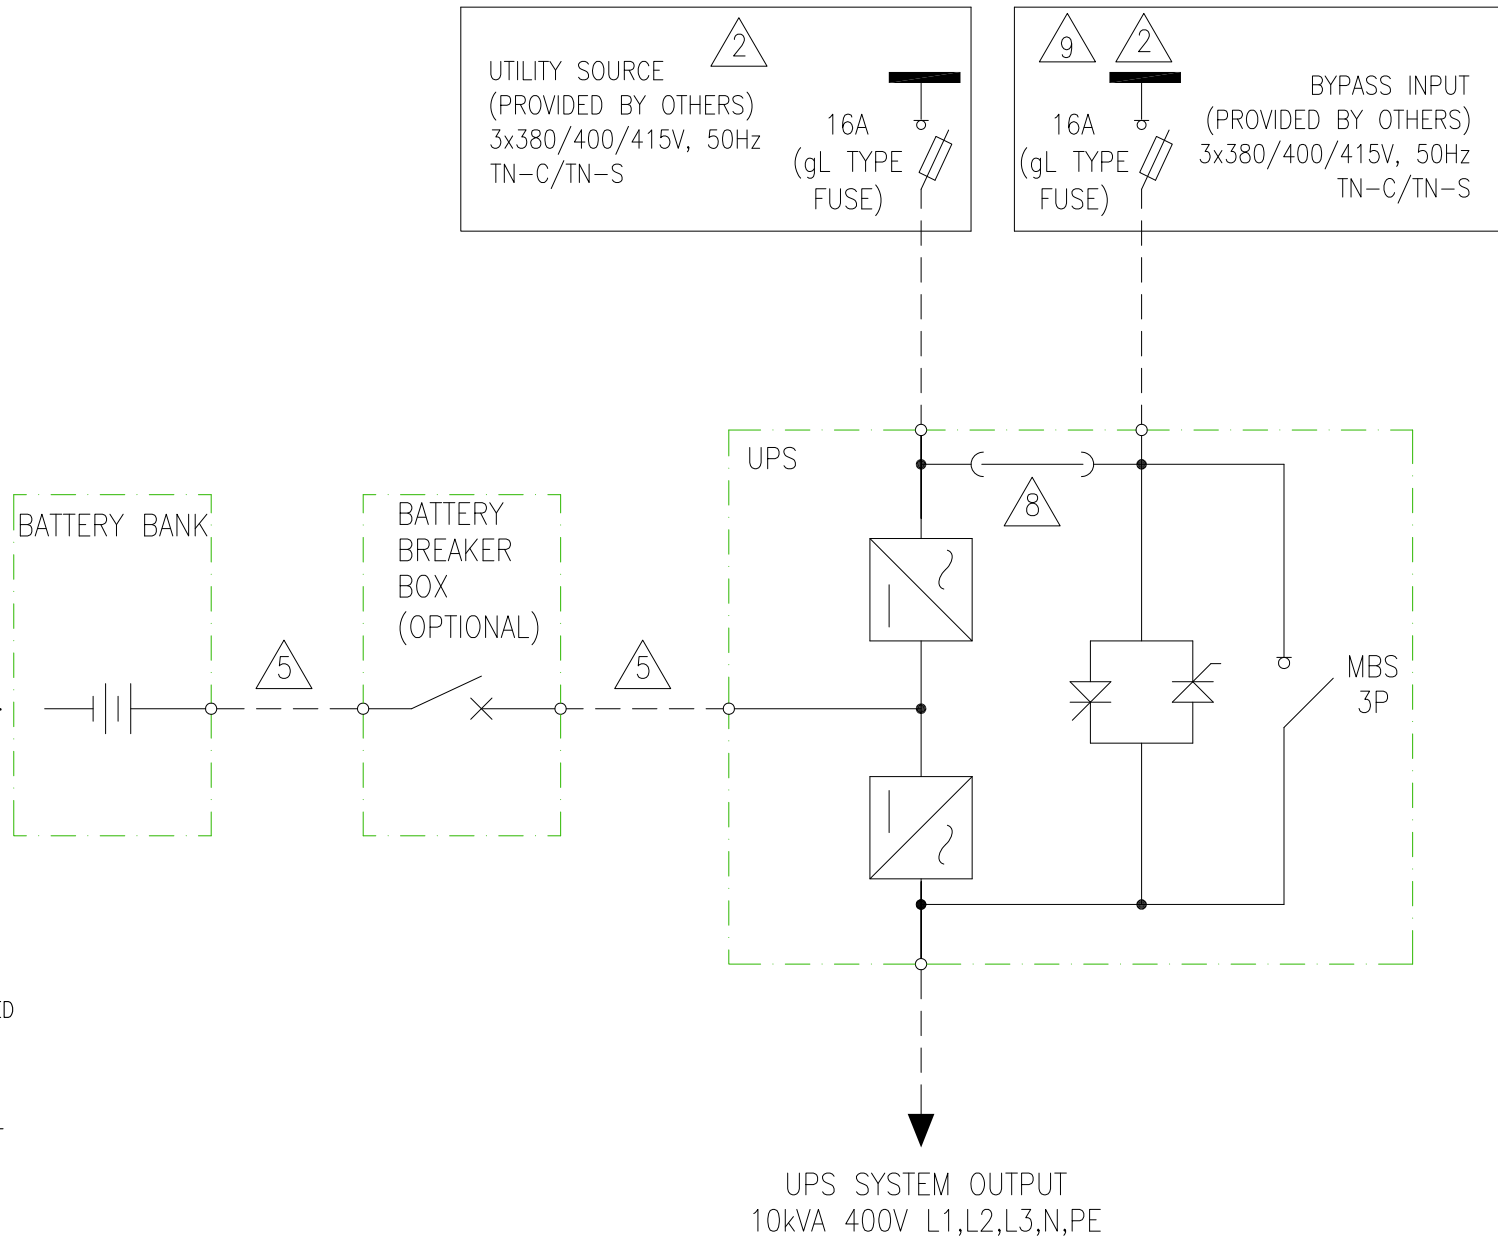 2
UTILITY SOURCE
(PROVIDED BY OTHERS)
3x380/400/415V, 50Hz
TN-C/TN-S
16A
(gL TYPE
FUSE)
9
2
16A
(gL TYPE
FUSE)
BYPASS INPUT
(PROVIDED BY OTHERS)
3x380/400/415V, 50Hz
TN-C/TN-S
UPS
8
BATTERY BANK
BATTERY
BREAKER
BOX
(OPTIONAL)
5
5
MBS
3P
ED
UPS SYSTEM OUTPUT
10kVA 400V L1,L2,L3,N,PE